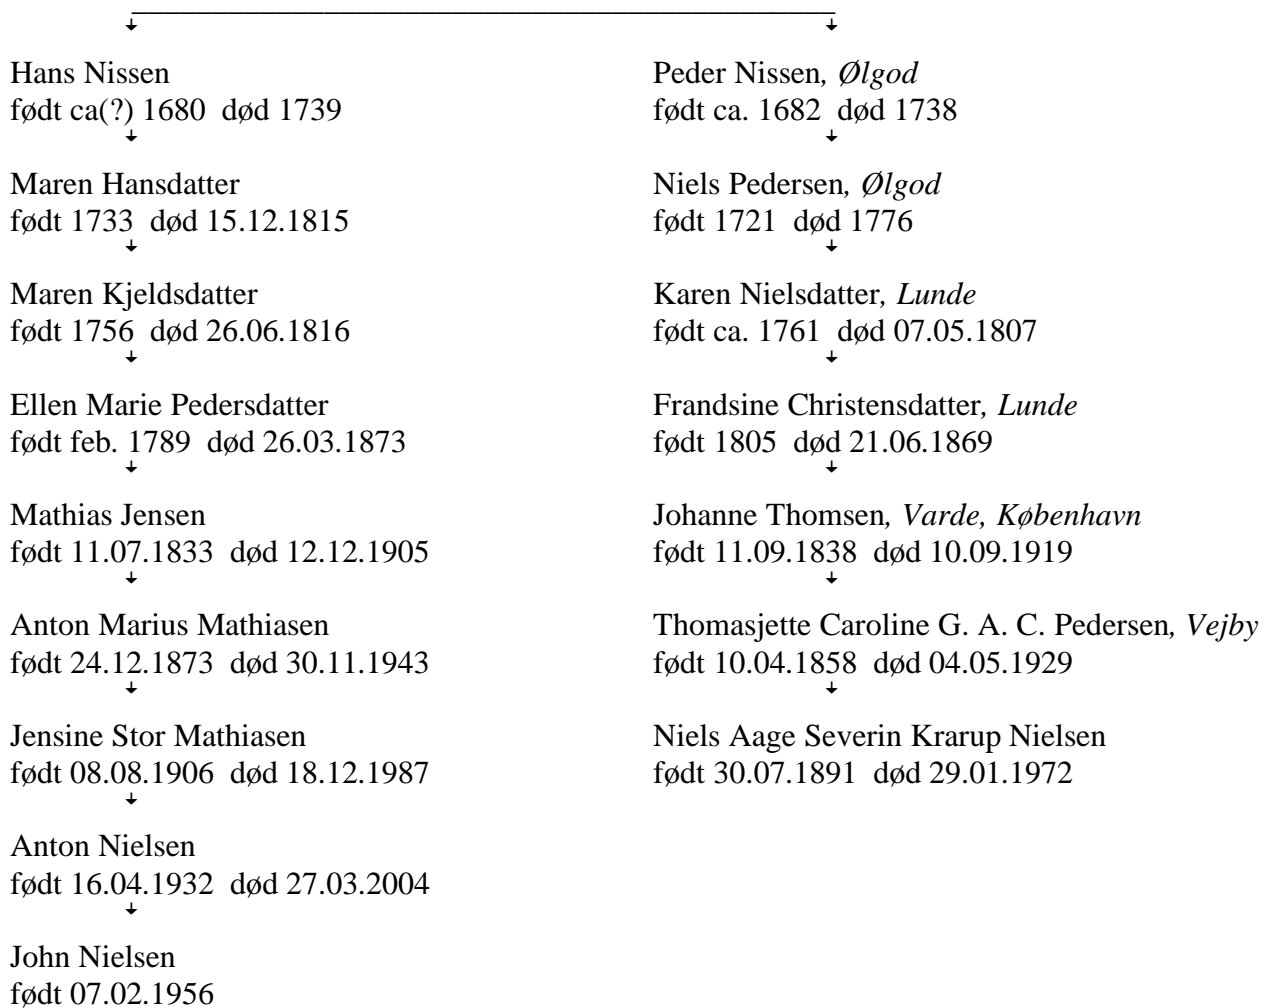 Hans Nissen
født ca(?) 1680  død 1739
Maren Hansdatter
født 1733  død 15.12.1815
Maren Kjeldsdatter
født 1756  død 26.06.1816
Ellen Marie Pedersdatter
født feb. 1789  død 26.03.1873
Mathias Jensen
født 11.07.1833  død 12.12.1905
Anton Marius Mathiasen
født 24.12.1873  død 30.11.1943
Jensine Stor Mathiasen
født 08.08.1906  død 18.12.1987
Anton Nielsen
født 16.04.1932  død 27.03.2004
John Nielsen
født 07.02.1956
Peder Nissen, Ølgod
født ca. 1682  død 1738
Niels Pedersen, Ølgod
født 1721  død 1776
Karen Nielsdatter, Lunde
født ca. 1761  død 07.05.1807
Frandsine Christensdatter, Lunde
født 1805  død 21.06.1869
Johanne Thomsen, Varde, København
født 11.09.1838  død 10.09.1919
Thomasjette Caroline G. A. C. Pedersen, Vejby
født 10.04.1858  død 04.05.1929
Niels Aage Severin Krarup Nielsen
født 30.07.1891  død 29.01.1972